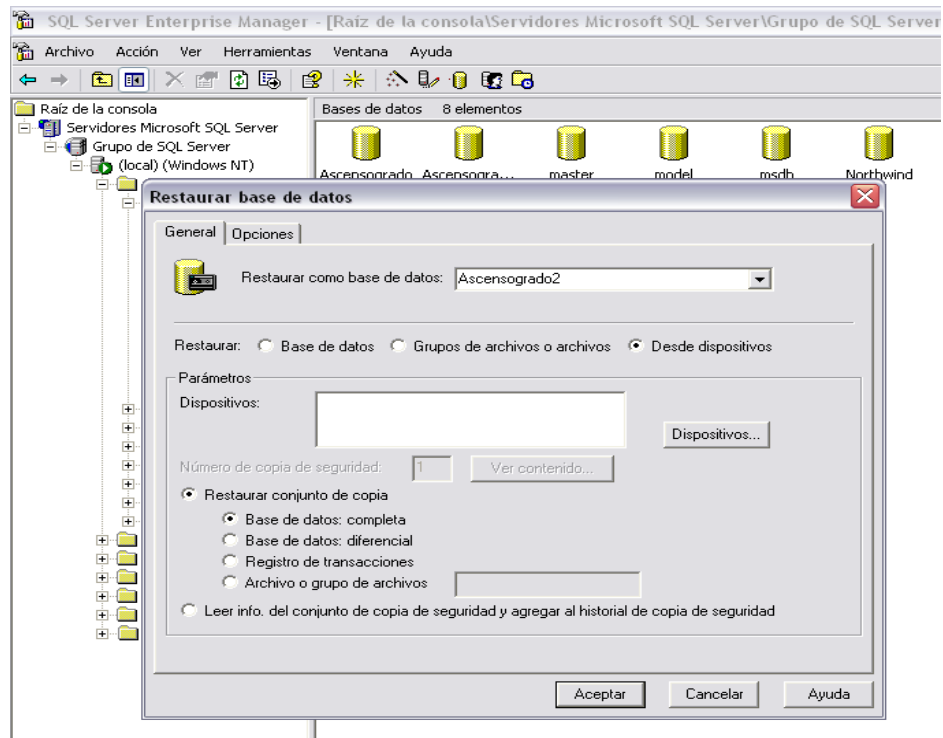 SQL Server Enterprise Manager - [Raíz de la consola\Servidores Microsoft SQL Server\Grupo de SQL Server
Archivo Acción Ver Herramientas Ventana Ayuda
Raíz de la consola
Servidores Microsoft SQL Server
Grupo de SQL Server
(local) (Windows NT)
Bases de datos 8 elementos
Ascensogrado Ascensogra... master model msdb Northwind
Restaurar base de datos
General Opciones
Restaurar como base de datos: Ascensogrado2
Restaurar: Base de datos Grupos de archivos o archivos Desde dispositivos
Parámetros
Dispositivos:
Dispositivos...
Número de copia de seguridad: 1 Ver contenido...
Restaurar conjunto de copia
Base de datos: completa
Base de datos: diferencial
Registro de transacciones
Archivo o grupo de archivos
Leer info. del conjunto de copia de seguridad y agregar al historial de copia de seguridad
Aceptar Cancelar Ayuda